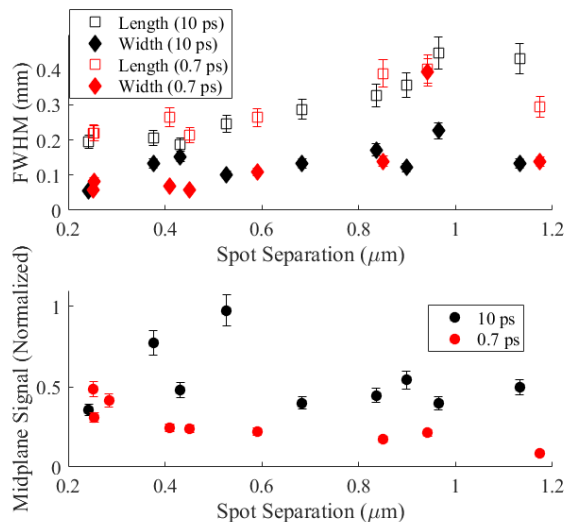 Length (10 ps)
Width (10 ps)
Length (0.7 ps)
Width (0.7 ps)
FWHM (mm)
0.4
0.3
0.2
0.1
0
0.2 0.4 0.6 0.8 1 1.2
Spot Separation (μm)
Midplane Signal (Normalized)
1
0.5
0
10 ps
0.7 ps
0.2 0.4 0.6 0.8 1 1.2
Spot Separation (μm)